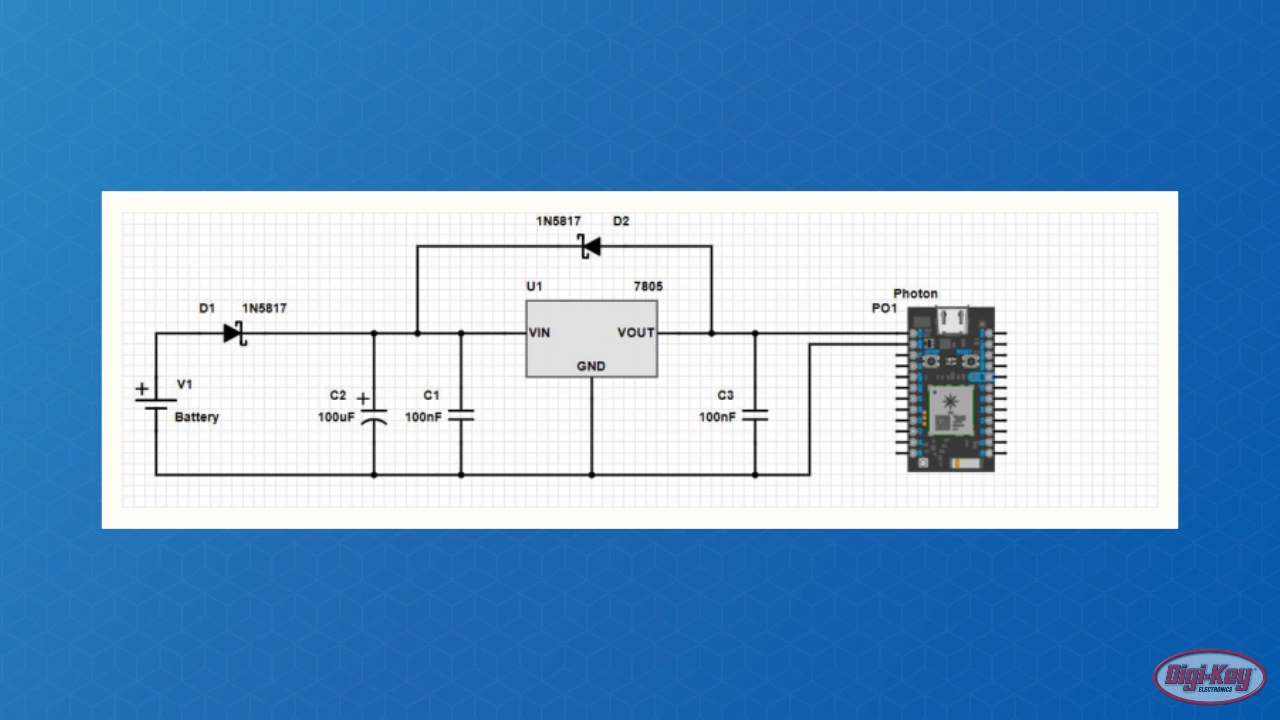 1N5817 D2
U1 7805
Photon
PO1
D1 1N5817
VIN VOUT
GND
+ V1
Battery
C2 +
100uF
C1
100nF
C3
100nF
Digi-Key
ELECTRONICS